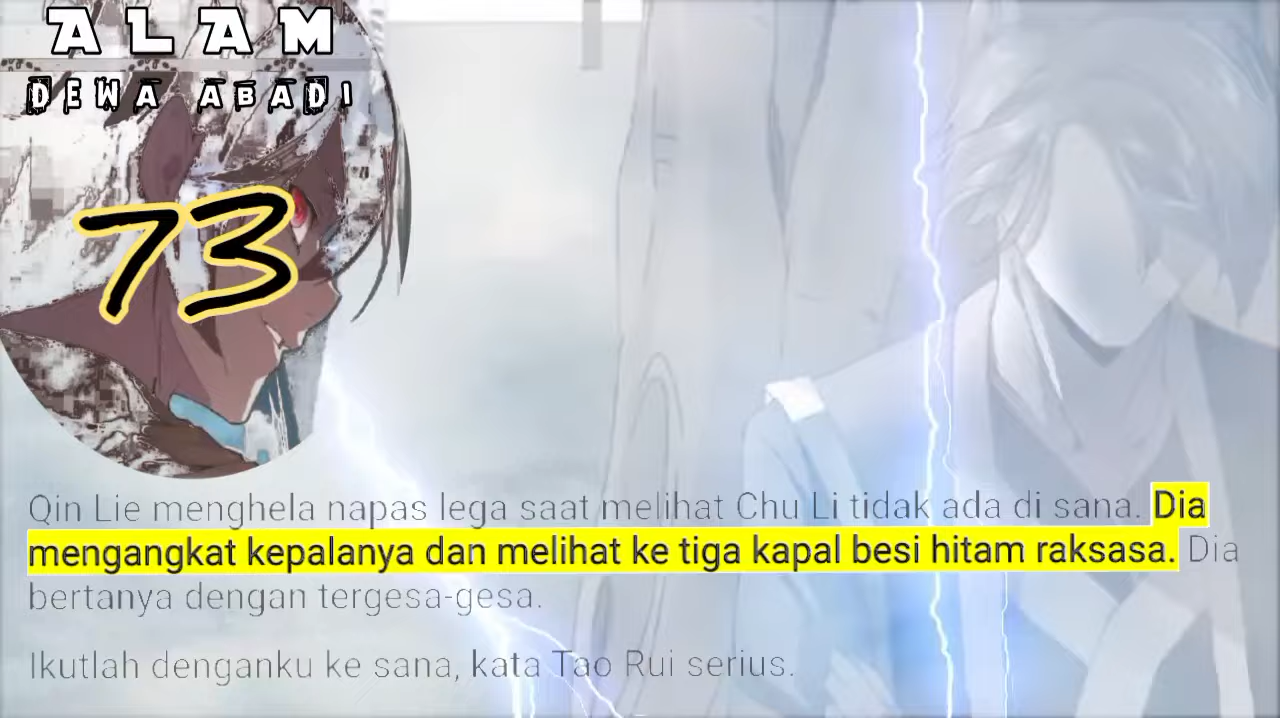 ALAM
DEWA ABADI
73
Qin Lie menghela napas lega saat melihat Chu Li tidak ada di sana. Dia
mengangkat kepalanya dan melihat ke tiga kapal besi hitam raksasa. Dia
bertanya dengan tergesa-gesa.
Ikutlah denganku ke sana, kata Tao Rui serius.